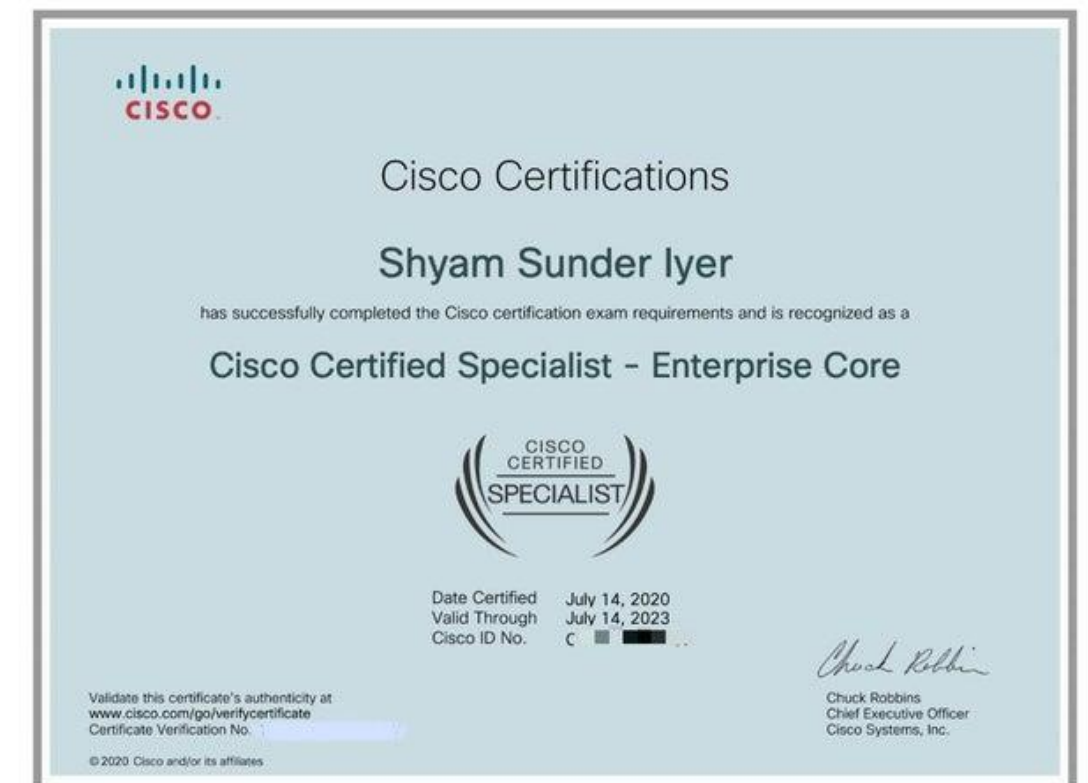 CISCO
Cisco Certifications
Shyam Sunder Iyer
has successfully completed the Cisco certification exam requirements and is recognized as a
Cisco Certified Specialist - Enterprise Core
CISCO
CERTIFIED
SPECIALIST
Date Certified July 14, 2020
Valid Through July 14, 2023
Cisco ID No. C
Chuck Robbins
Validate this certificate's authenticity at
www.cisco.com/go/verifycertificate
Certificate Verification No.
Chuck Robbins
Chief Executive Officer
Cisco Systems, Inc.
© 2020 Cisco and/or its affiliates